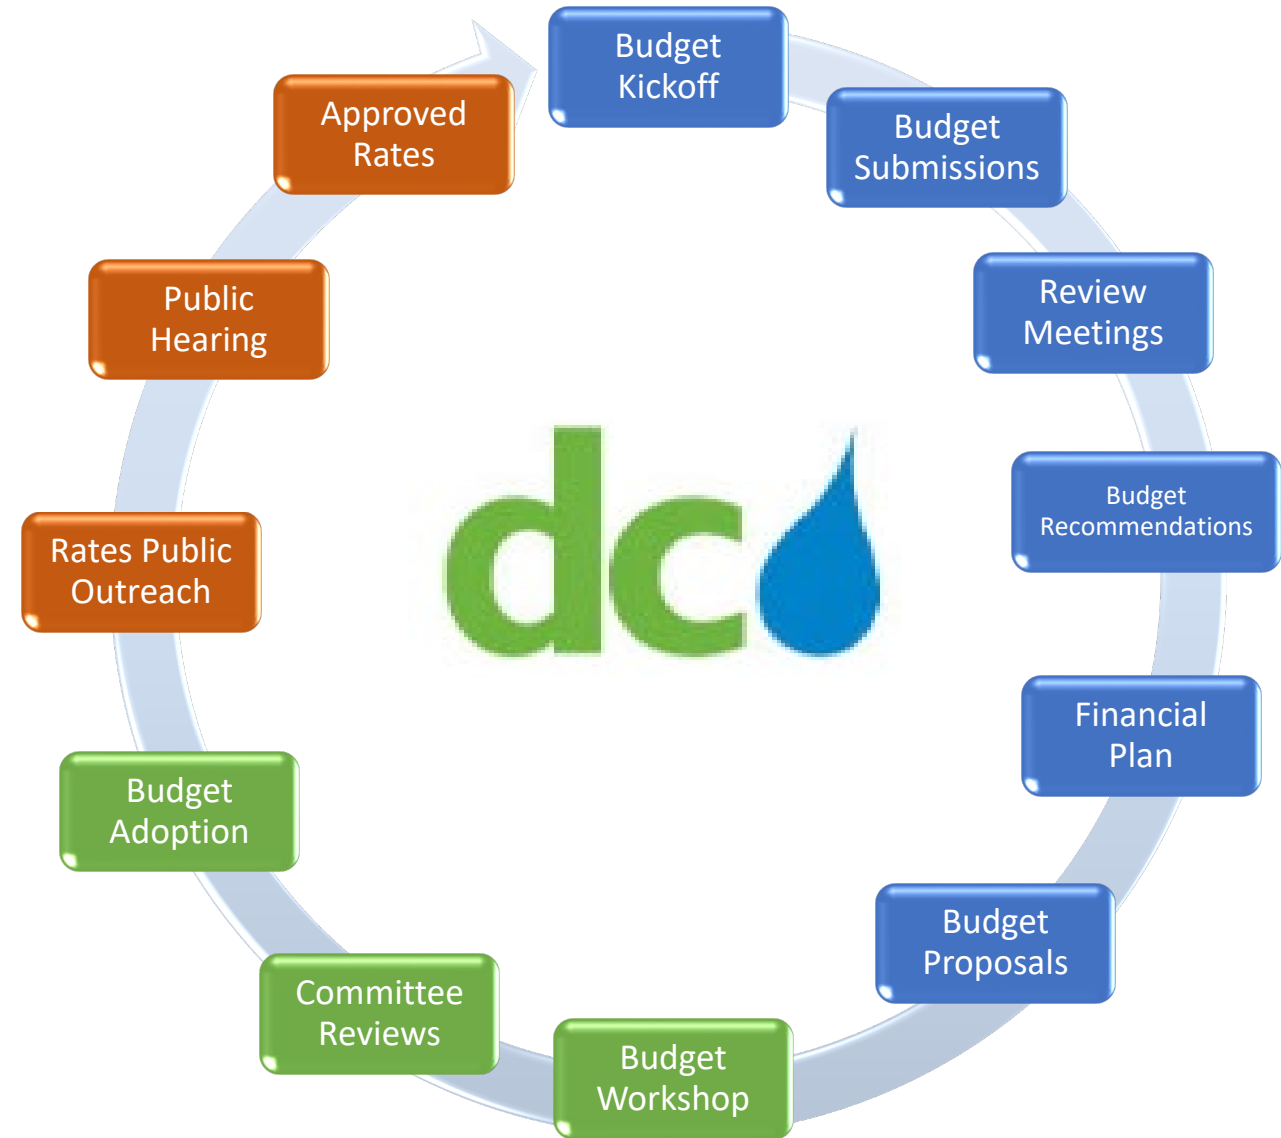 Budget
Kickoff
Budget
Submissions
Review
Meetings
Budget
Recommendations
Financial
Plan
Budget
Proposals
Budget
Workshop
Committee
Reviews
Budget
Adoption
Rates Public
Outreach
Public
Hearing
Approved
Rates
dc